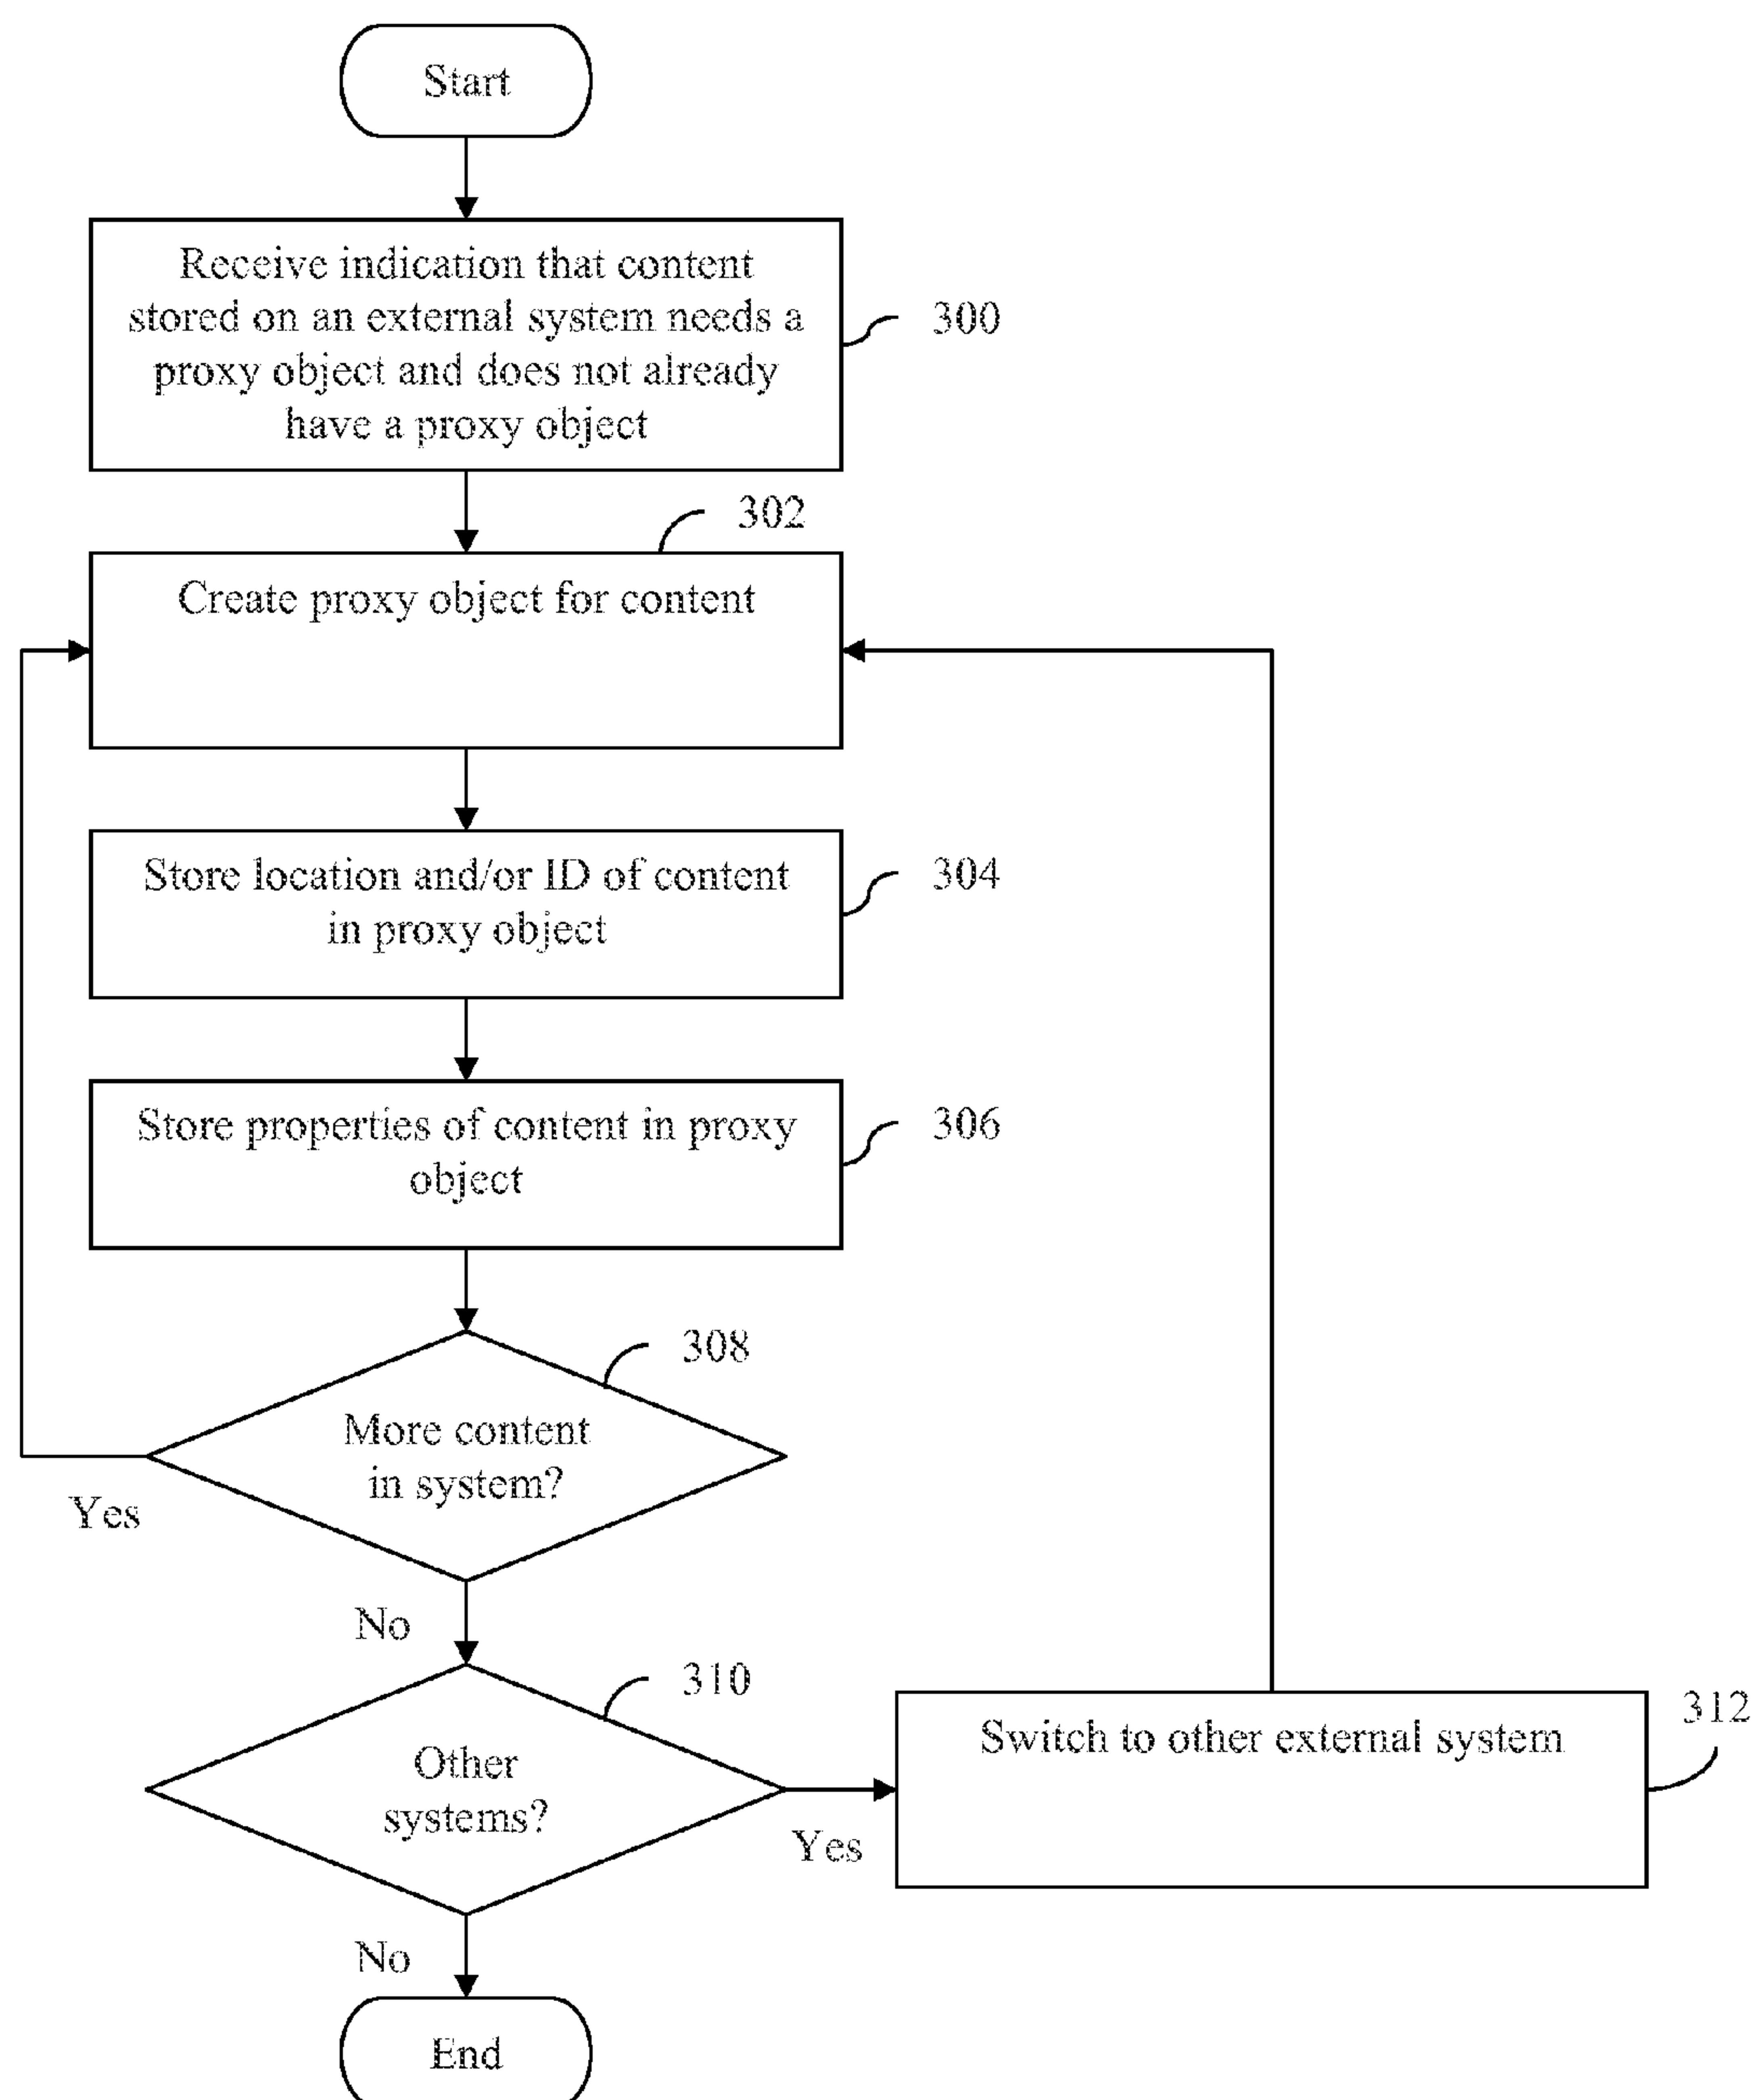 Start
Receive indication that content
stored on an external system needs a
proxy object and does not already
have a proxy object
300
302
Create proxy object for content
Store location and/or ID of content
in proxy object
304
Store properties of content in proxy
object
306
308
More content
in system?
Yes
No
310
Other
systems?
Yes
Switch to other external system
312
No
End